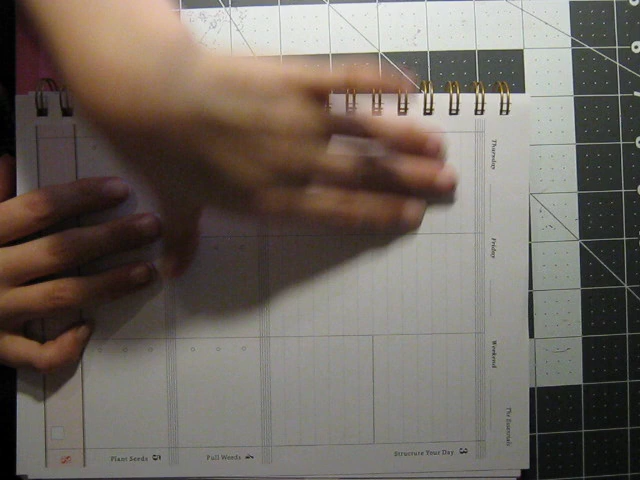 Thursday
Friday
Weekend
The Essentials
3 Structure Your Day
4 Pull Weeds
5 Plant Seeds